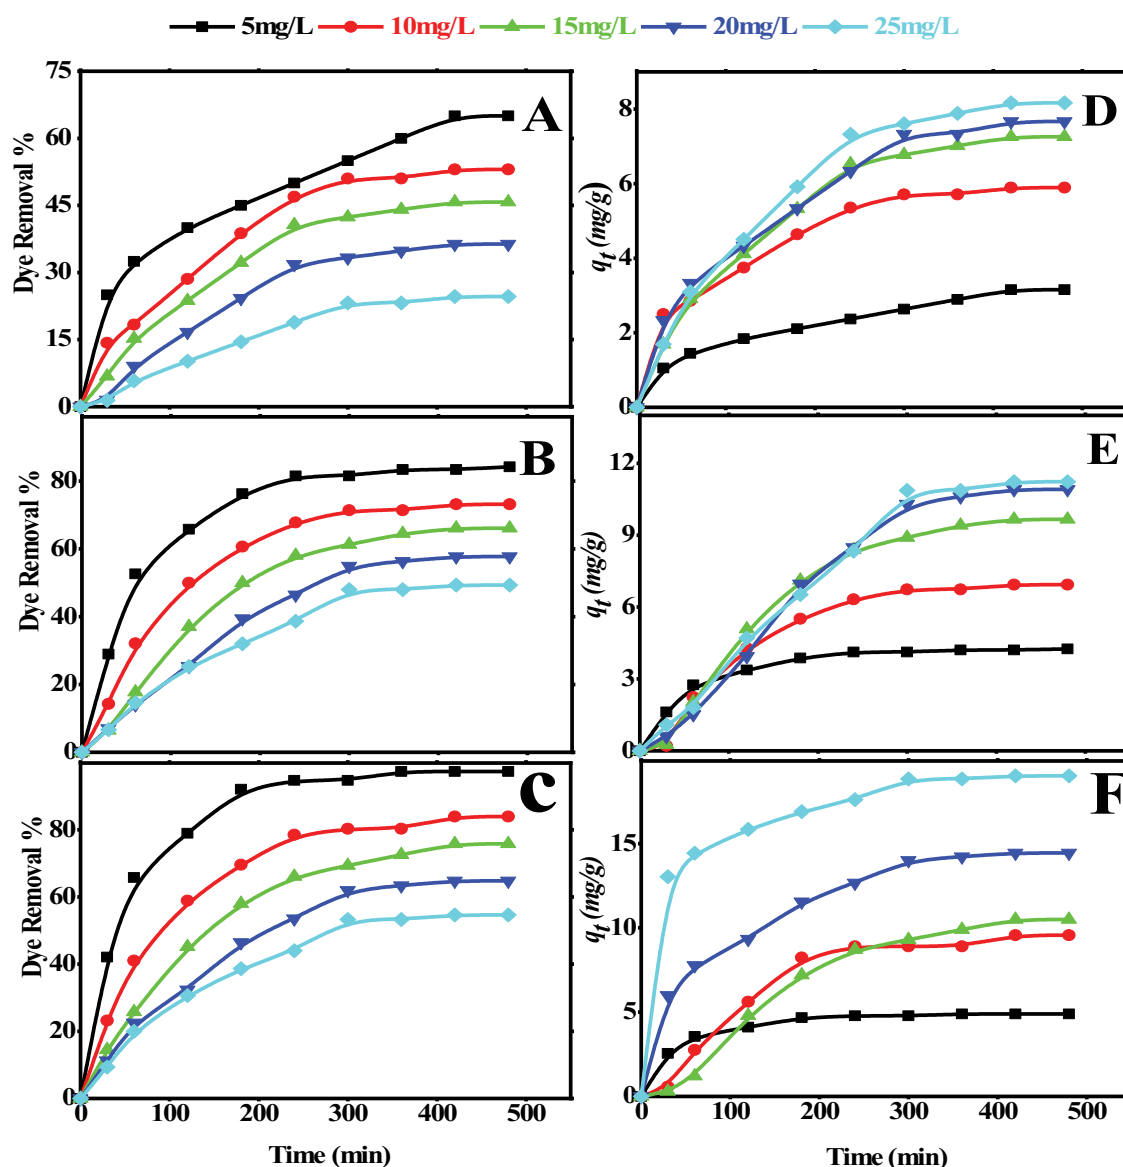 5mg/L 10mg/L 15mg/L 20mg/L 25mg/L
75
60
45
30
15
0
Dye Removal %
A
8
6
4
2
0
qt (mg/g)
D
80
60
40
20
0
Dye Removal %
B
12
9
6
3
0
qt (mg/g)
E
80
60
40
20
0
Dye Removal %
C
0 100 200 300 400 500
Time (min)
15
10
5
0
qt (mg/g)
F
0 100 200 300 400 500
Time (min)